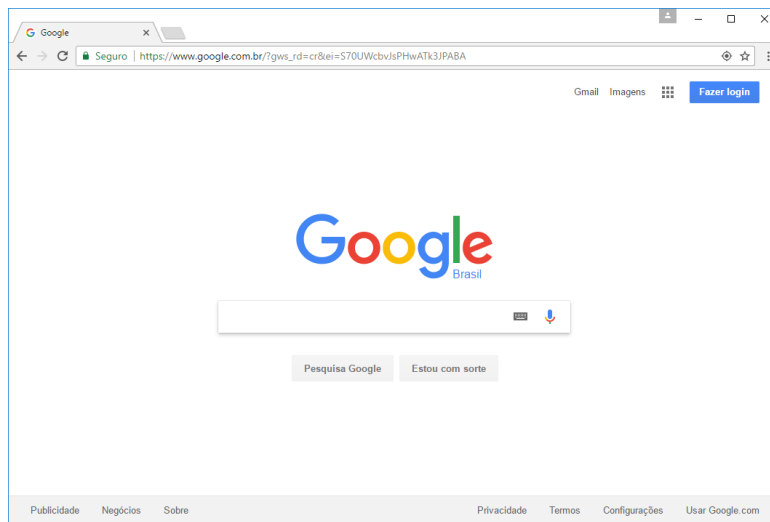 Google
Seguro | https://www.google.com.br/?gws_rd=cr&ei=S70UWcbvJsPHwATk3JPABA
Gmail Imagens Fazer login
Google
Brasil
Pesquisa Google Estou com sorte
Publicidade Negócios Sobre Privacidade Termos Configurações Usar Google.com